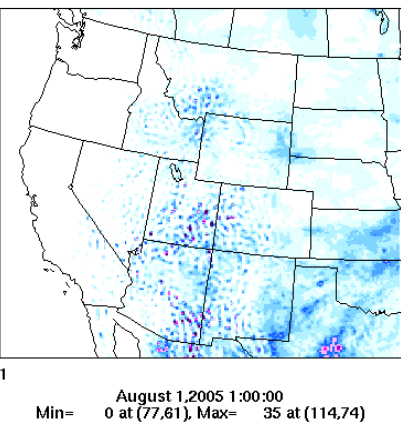 1
August 1,2005 1:00:00
Min= 0 at (77,61), Max= 35 at (114,74)